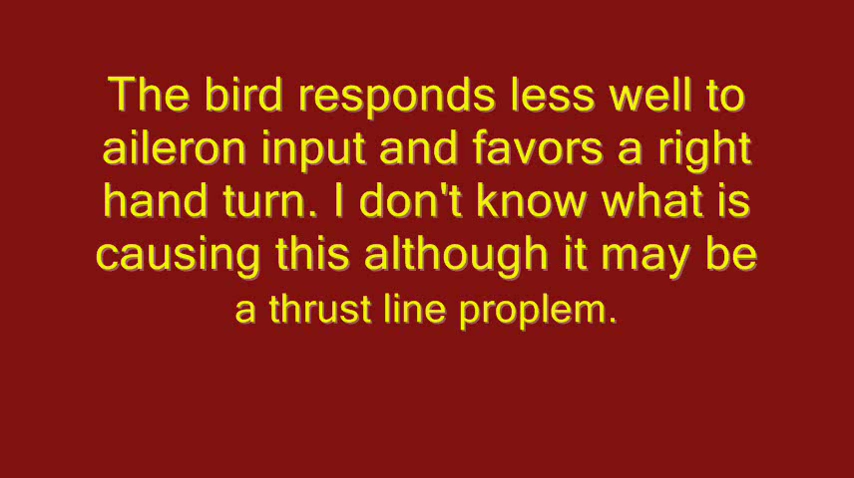 The bird responds less well to
aileron input and favors a right
hand turn. I don't know what is
causing this although it may be
a thrust line proplem.